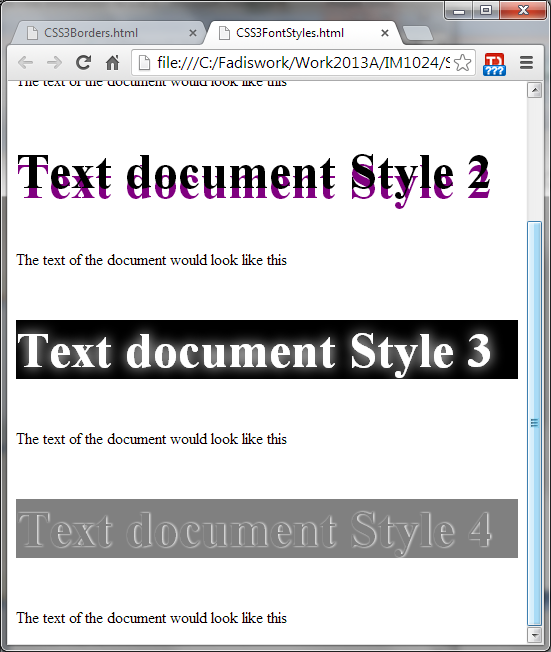 CSS3Borders.html
CSS3FontStyles.html
file:///C:/Fadiswork/Work2013A/IM1024/S
???
The text of the document would look like this
Text document Style 2
The text of the document would look like this
Text document Style 3
The text of the document would look like this
Text document Style 4
The text of the document would look like this